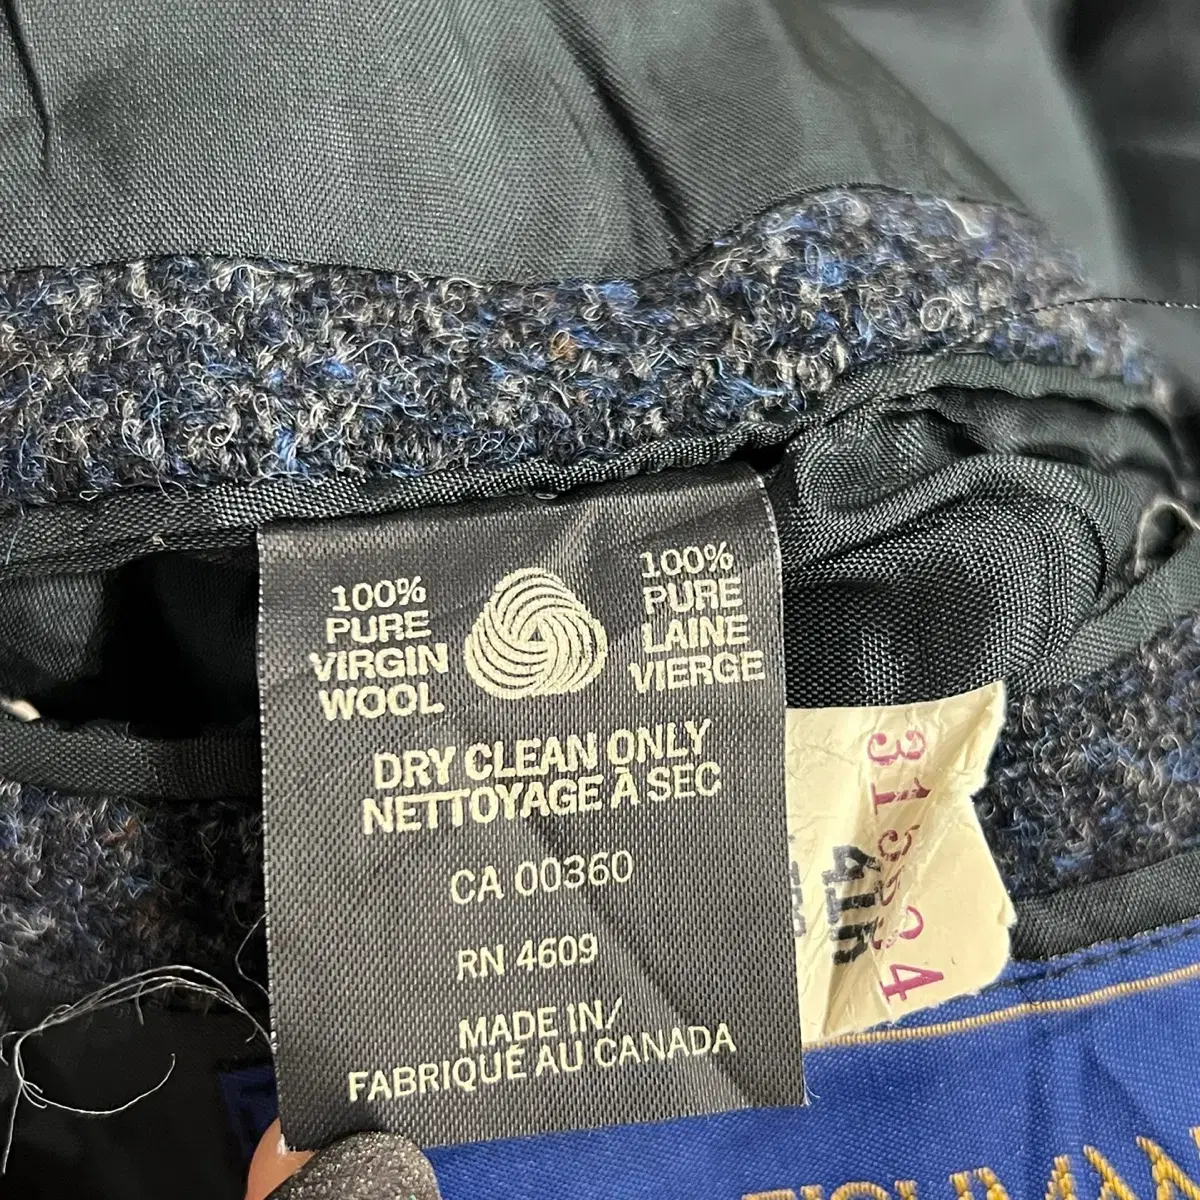 100%
PURE
VIRGIN
WOOL
100%
PURE
LAINE
VIERGE
DRY CLEAN ONLY
NETTOYAGE À SEC
CA 00360
RN 4609
MADE IN/
FABRIQUÉ AU CANADA